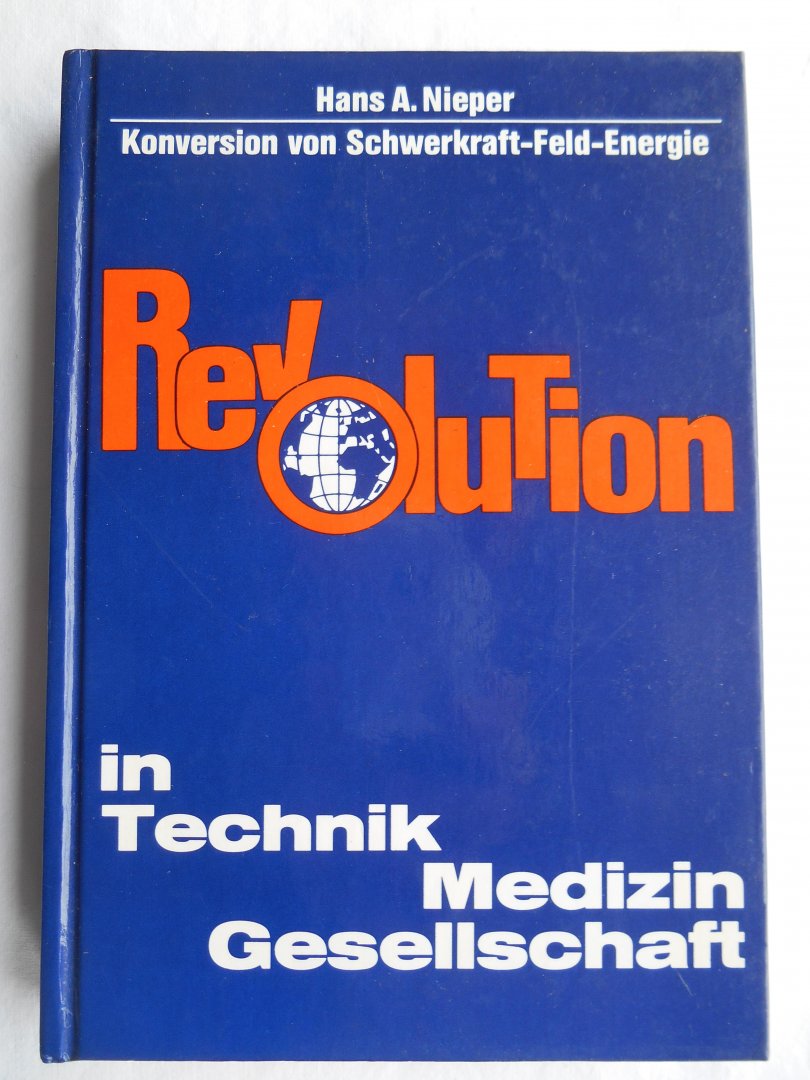 Hans A. Nieper
Konversion von Schwerkraft-Feld-Energie
RevOluTion
in
Technik
Medizin
Gesellschaft